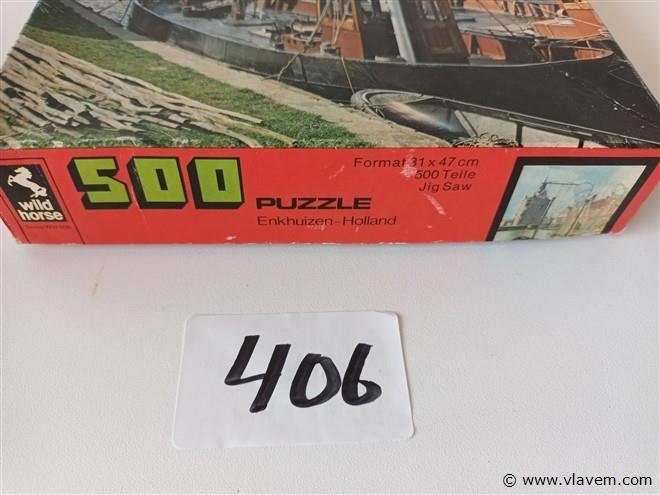 wild
horse
500
PUZZLE
Enkhuizen-Holland
Format 31 x 47 cm
500 Teile
Jig Saw
406
© www.vlavem.com